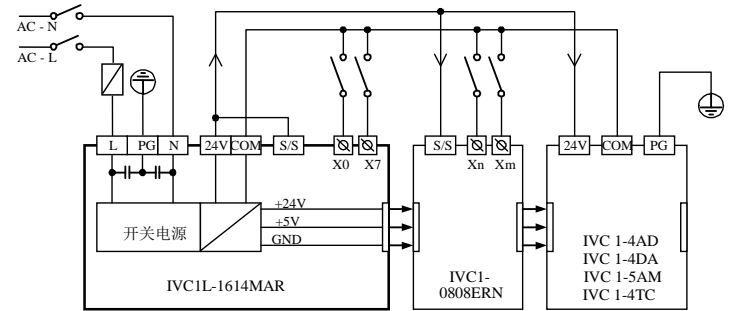 AC - N
AC - L
L PG N 24V COM S/S
X0 X7
S/S
Xn Xm
24V COM PG
开关电源
+24V
+5V
GND
IVC1L-1614MAR
IVC1-
0808ERN
IVC 1-4AD
IVC 1-4DA
IVC 1-5AM
IVC 1-4TC